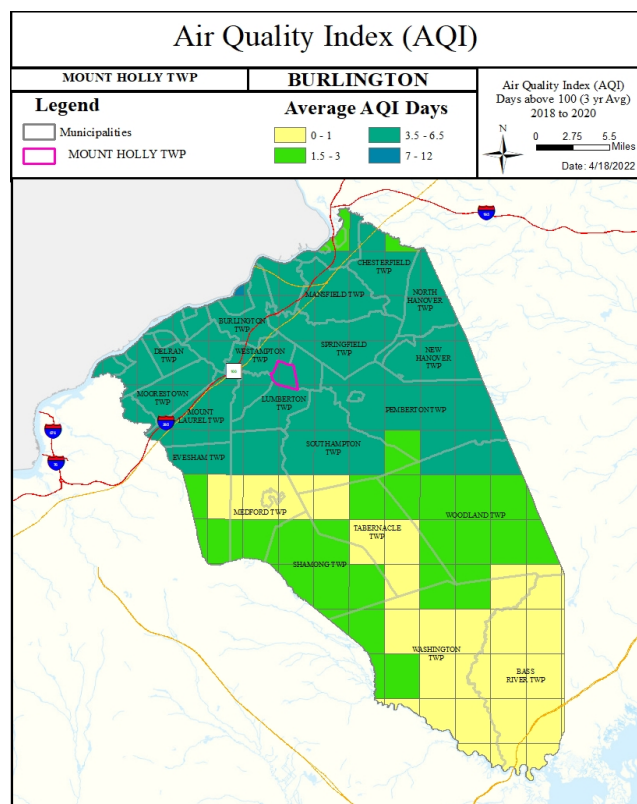 Air Quality Index (AQI)
MOUNT HOLLY TWP
BURLINGTON
Legend
Municipalities
MOUNT HOLLY TWP
Average AQI Days
0 - 1
3.5 - 6.5
1.5 - 3
7 - 12
Air Quality Index (AQI)
Days above 100 (3 yr Avg)
2018 to 2020
N
0 2.75 5.5
Miles
Date: 4/18/2022
CHESTERFIELD
TWP
MANSFIELD TWP
NORTH
HANOVER
TWP
BURLINGTON
TWP
SPRINGFIELD
TWP
DELRAN
TWP
WESTAMPTON
TWP
NEW
HANOVER
TWP
MOORESTOWN
TWP
LUMBERTON
TWP
MOUNT
LAUREL TWP
PEMBERTON TWP
SOUTHAMPTON
TWP
EVESHAM TWP
MEDFORD TWP
WOODLAND TWP
TABERNACLE
TWP
SHAMONG TWP
WASHINGTON
TWP
BASS
RIVER TWP